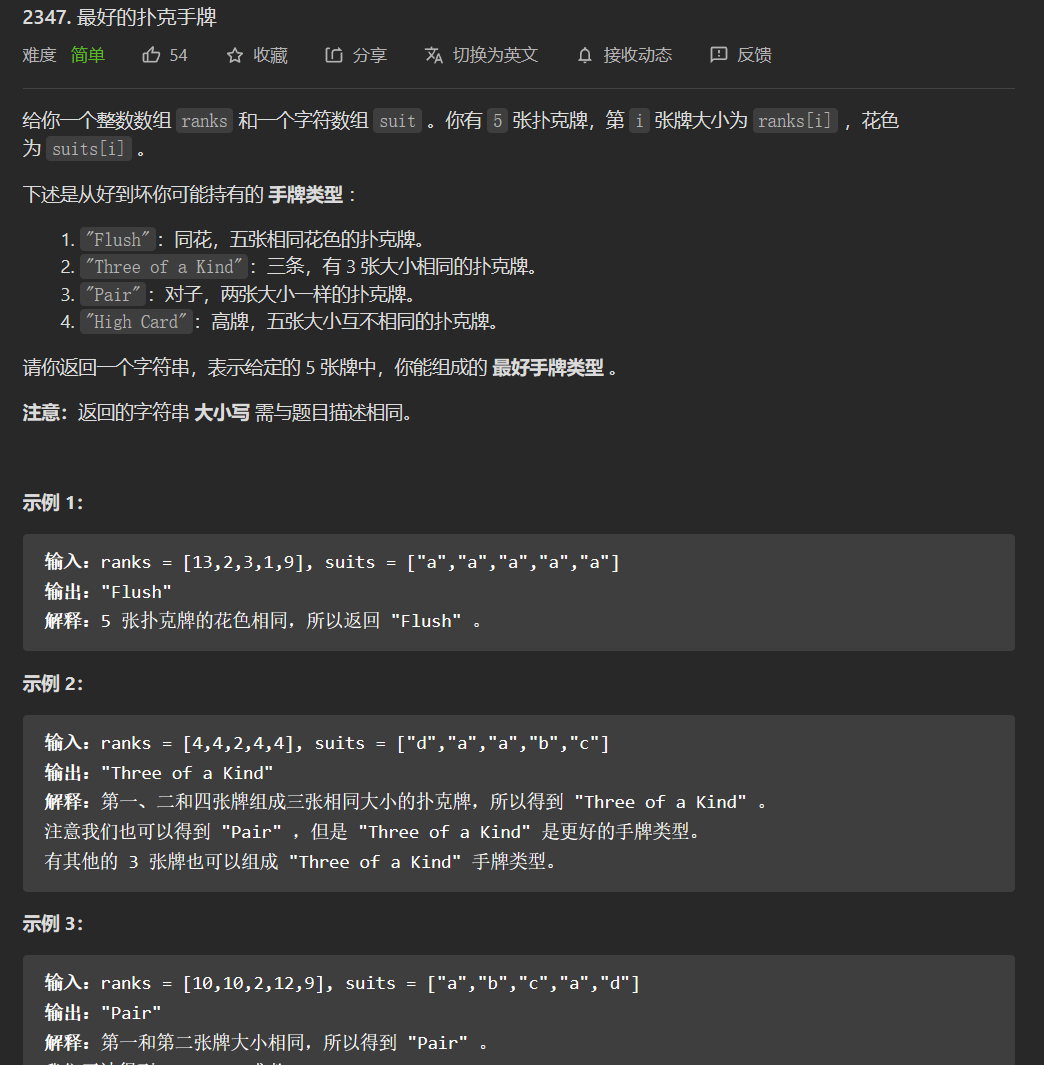 2347. 最好的扑克手牌
难度 简单 54 收藏 分享 切换为英文 接收动态 反馈
给你一个整数数组 ranks 和一个字符数组 suit 。你有 5 张扑克牌，第 i 张牌大小为 ranks[i] ，花色
为 suits[i] 。
下述是从好到坏你可能持有的 手牌类型 ：
1. "Flush"：同花，五张相同花色的扑克牌。
2. "Three of a Kind"：三条，有 3 张大小相同的扑克牌。
3. "Pair"：对子，两张大小一样的扑克牌。
4. "High Card"：高牌，五张大小互不相同的扑克牌。
请你返回一个字符串，表示给定的 5 张牌中，你能组成的 最好手牌类型 。
注意：返回的字符串 大小写 需与题目描述相同。
示例 1：
输入：ranks = [13,2,3,1,9], suits = ["a","a","a","a","a"]
输出："Flush"
解释：5 张扑克牌的花色相同，所以返回 "Flush" 。
示例 2：
输入：ranks = [4,4,2,4,4], suits = ["d","a","a","b","c"]
输出："Three of a Kind"
解释：第一、二和四张牌组成三张相同大小的扑克牌，所以得到 "Three of a Kind" 。
注意我们也可以得到 "Pair" ，但是 "Three of a Kind" 是更好的手牌类型。
有其他的 3 张牌也可以组成 "Three of a Kind" 手牌类型。
示例 3：
输入：ranks = [10,10,2,12,9], suits = ["a","b","c","a","d"]
输出："Pair"
解释：第一和第二张牌大小相同，所以得到 "Pair" 。